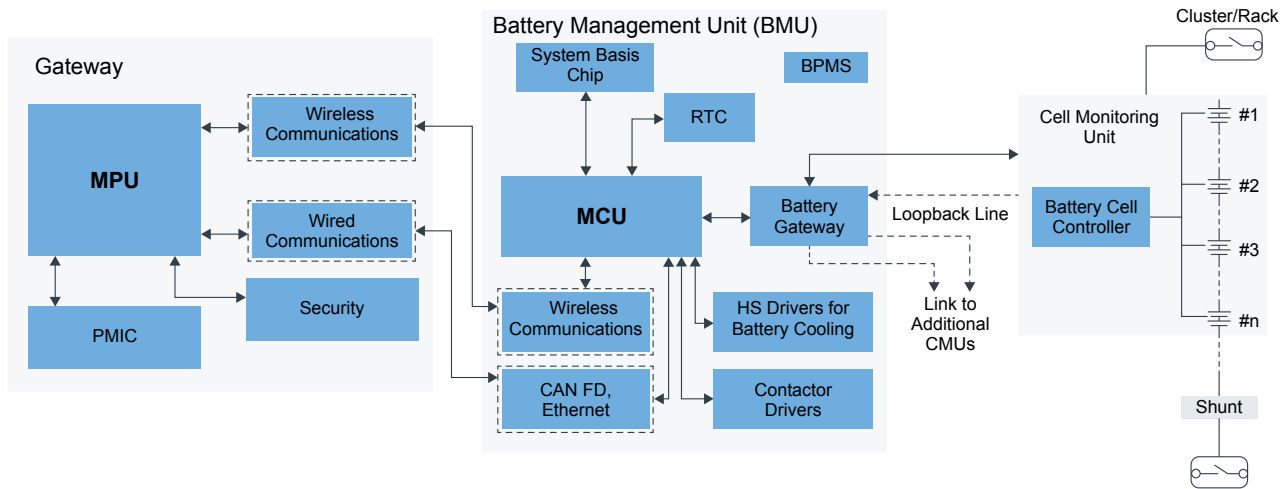 Gateway
MPU
Wireless
Communications
Wired
Communications
PMIC
Security
Battery Management Unit (BMU)
System Basis
Chip
BPMS
RTC
MCU
Battery
Gateway
Wireless
Communications
HS Drivers for
Battery Cooling
CAN FD,
Ethernet
Contactor
Drivers
Loopback Line
Link to
Additional
CMUs
Cluster/Rack
Cell Monitoring
Unit
Battery Cell
Controller
#1
#2
#3
#n
Shunt